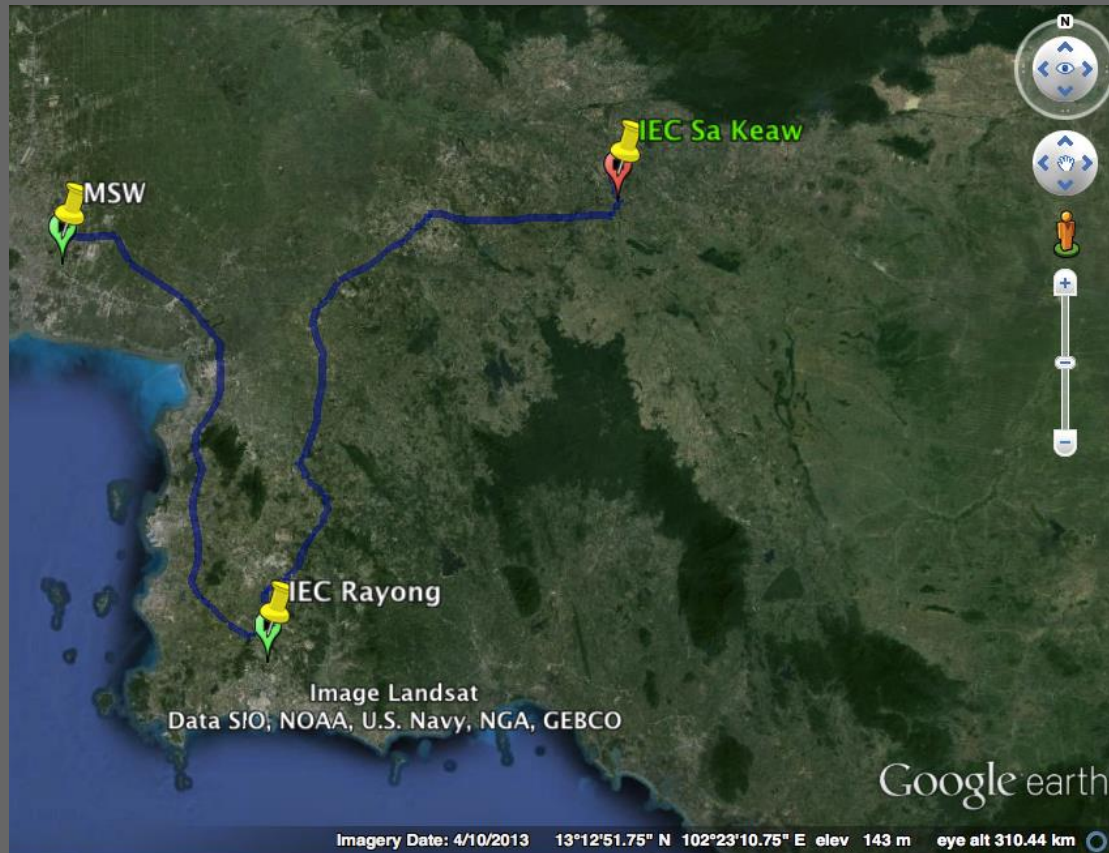 N
IEC Sa Keaw
MSW
IEC Rayong
Image Landsat
Data SIO, NOAA, U.S. Navy, NGA, GEBCO
Google earth
Imagery Date: 4/10/2013 13°12'51.75" N 102°23'10.75" E elev 143 m eye alt 310.44 km